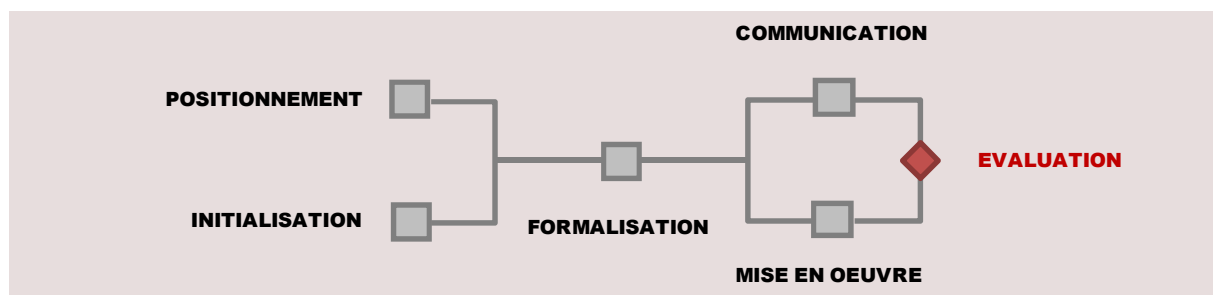 COMMUNICATION
POSITIONNEMENT
EVALUATION
INITIALISATION
FORMALISATION
MISE EN OEUVRE